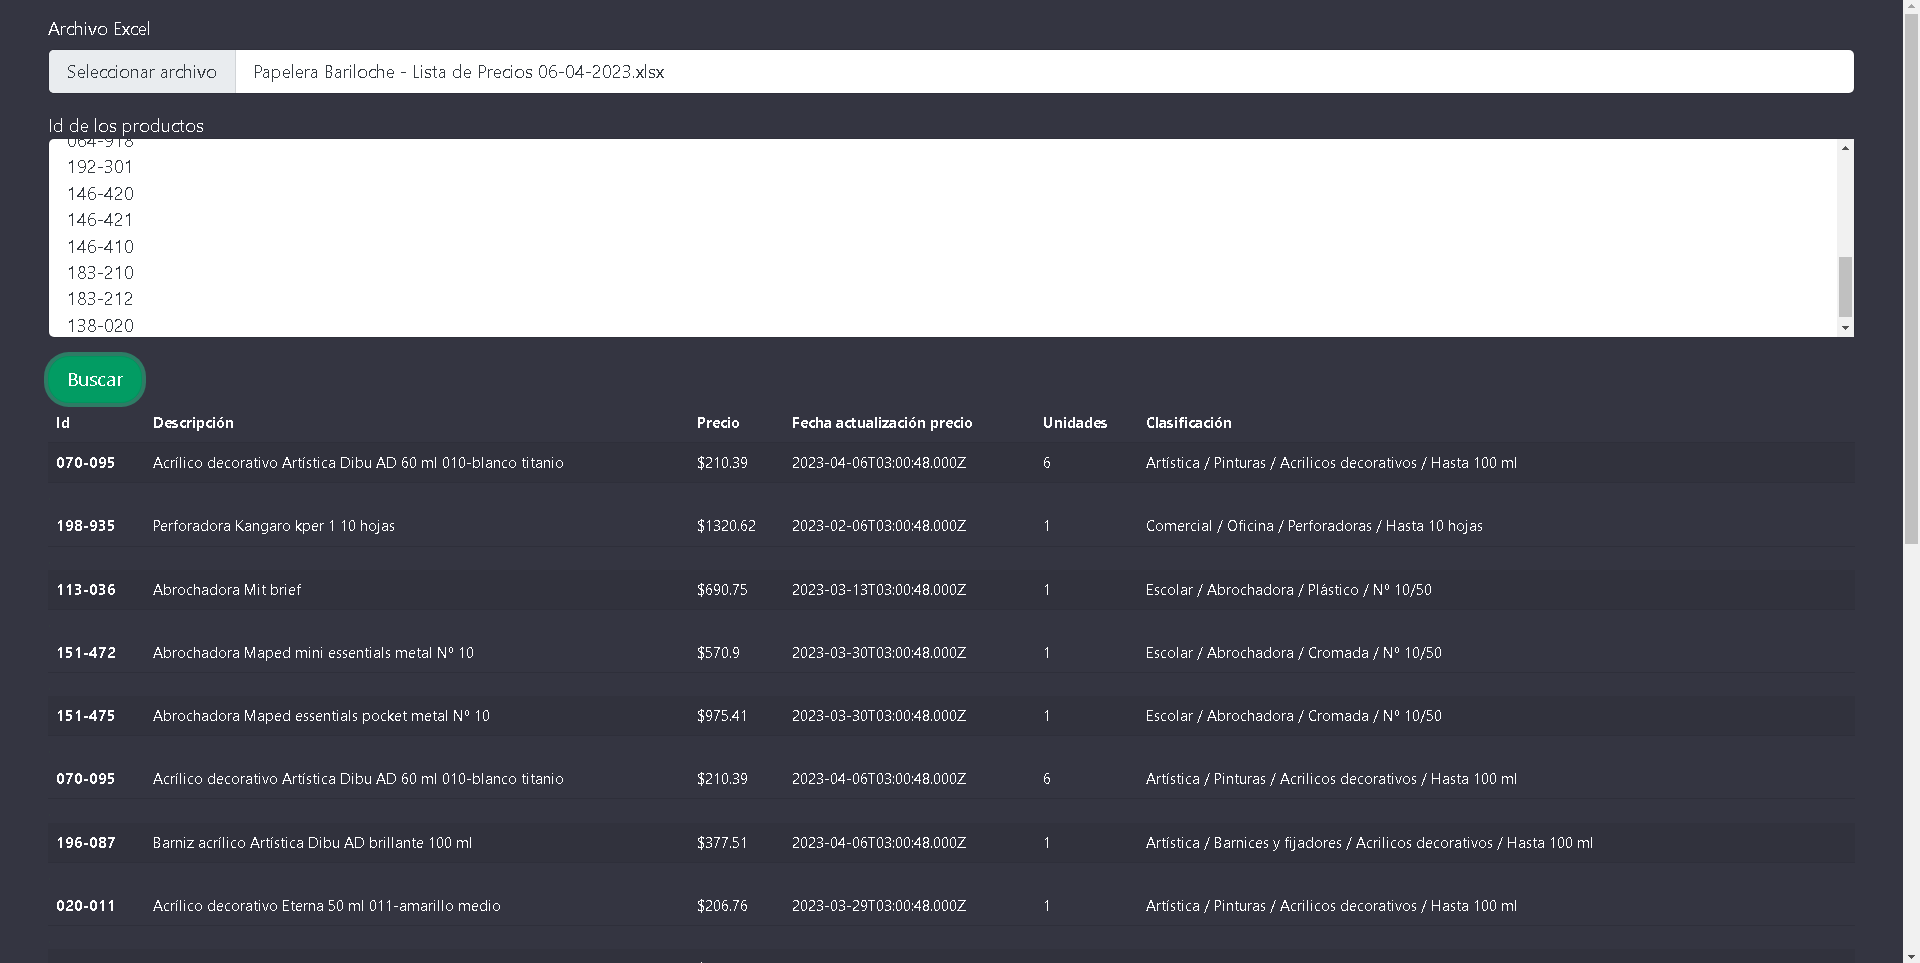 Archivo Excel
Seleccionar archivo Papelera Bariloche - Lista de Precios 06-04-2023.xlsx
Id de los productos
064-918
192-301
146-420
146-421
146-410
183-210
183-212
138-020
Buscar
Id Descripción Precio Fecha actualización precio Unidades Clasificación
070-095 Acrílico decorativo Artística Dibu AD 60 ml 010-blanco titanio $210.39 2023-04-06T03:00:48.000Z 6 Artística / Pinturas / Acrilicos decorativos / Hasta 100 ml
198-935 Perforadora Kangaro kper 1 10 hojas $1320.62 2023-02-06T03:00:48.000Z 1 Comercial / Oficina / Perforadoras / Hasta 10 hojas
113-036 Abrochadora Mit brief $690.75 2023-03-13T03:00:48.000Z 1 Escolar / Abrochadora / Plástico / Nº 10/50
151-472 Abrochadora Maped mini essentials metal Nº 10 $570.9 2023-03-30T03:00:48.000Z 1 Escolar / Abrochadora / Cromada / Nº 10/50
151-475 Abrochadora Maped essentials pocket metal Nº 10 $975.41 2023-03-30T03:00:48.000Z 1 Escolar / Abrochadora / Cromada / Nº 10/50
070-095 Acrílico decorativo Artística Dibu AD 60 ml 010-blanco titanio $210.39 2023-04-06T03:00:48.000Z 6 Artística / Pinturas / Acrilicos decorativos / Hasta 100 ml
196-087 Barniz acrílico Artística Dibu AD brillante 100 ml $377.51 2023-04-06T03:00:48.000Z 1 Artística / Barnices y fijadores / Acrilicos decorativos / Hasta 100 ml
020-011 Acrílico decorativo Eterna 50 ml 011-amarillo medio $206.76 2023-03-29T03:00:48.000Z 1 Artística / Pinturas / Acrilicos decorativos / Hasta 100 ml